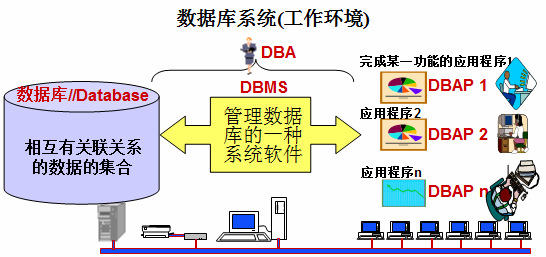 数据库系统(工作环境)
DBA
DBMS
数据库//Database
相互有关联关系
的数据的集合
管理数据
库的一种
系统软件
完成某一功能的应用程序1
DBAP 1
应用程序2
DBAP 2
应用程序n
DBAP n